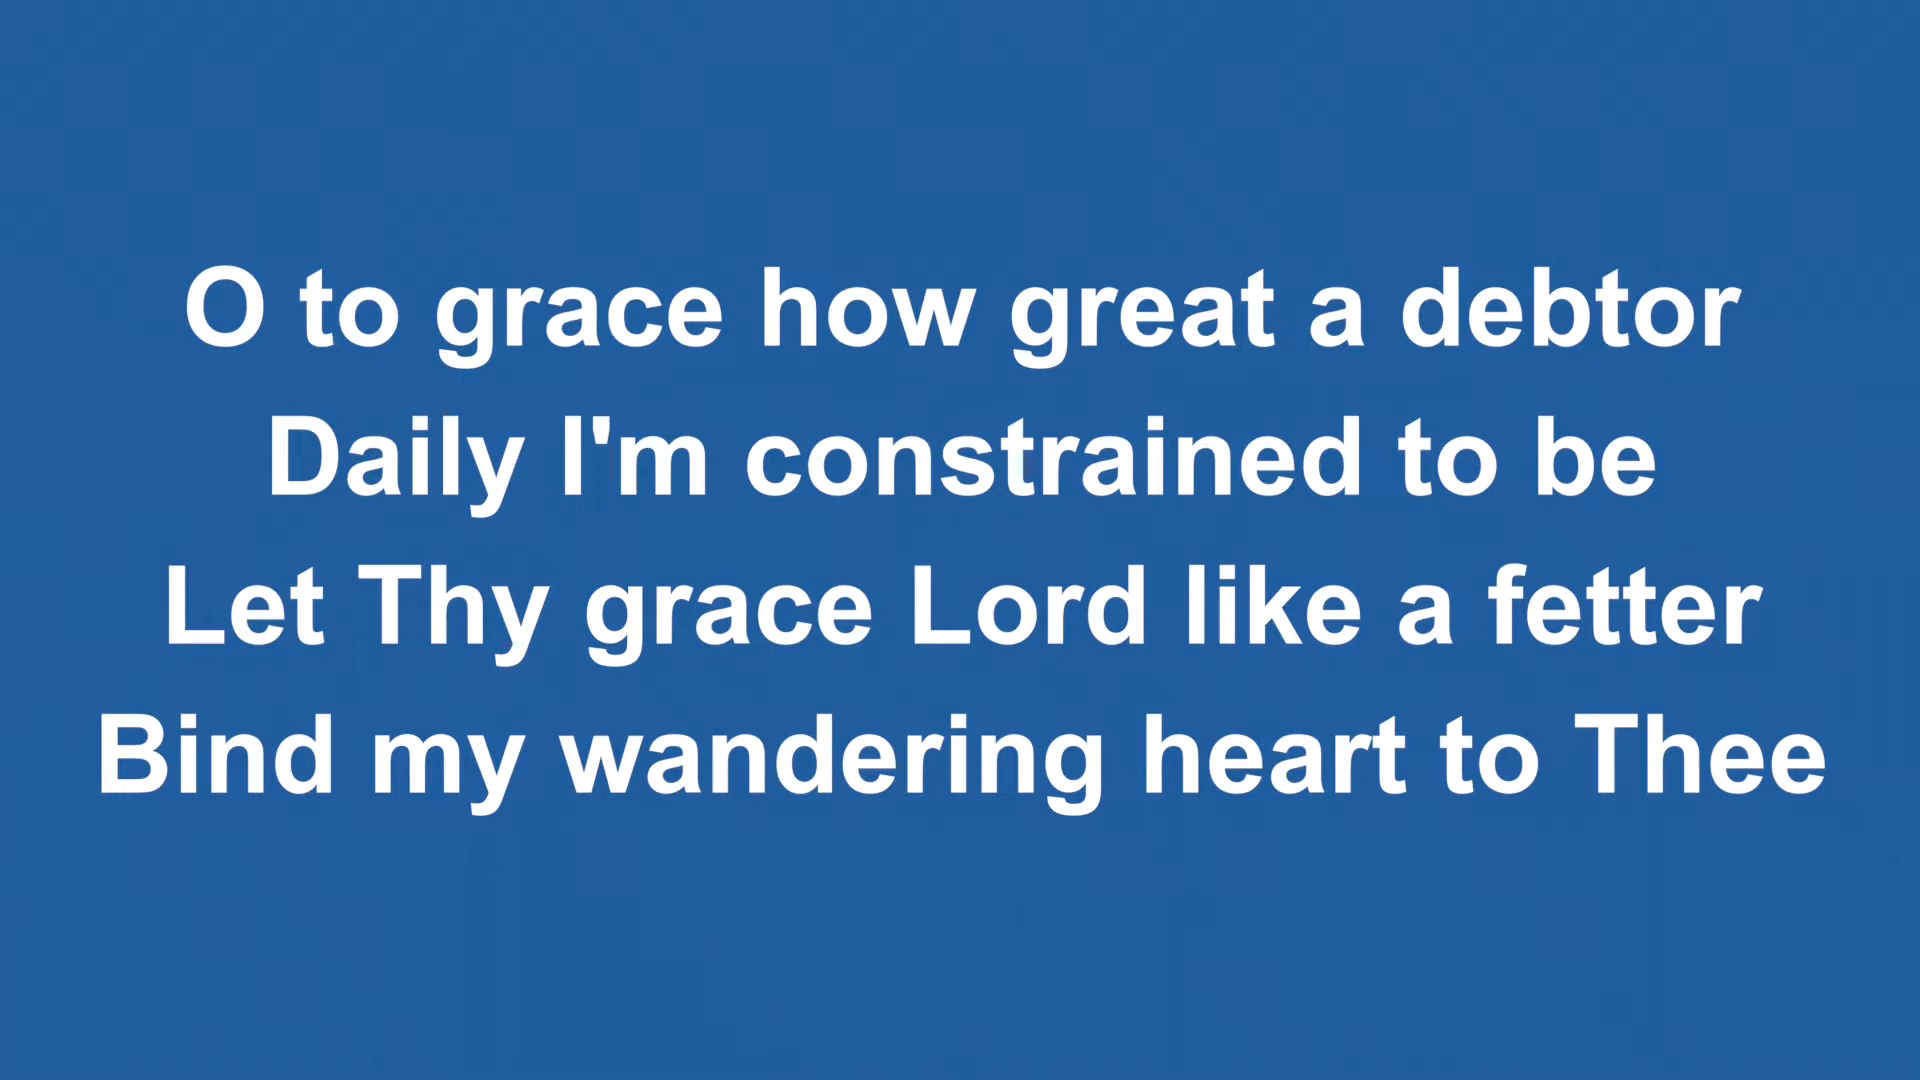 O to grace how great a debtor
Daily I'm constrained to be
Let Thy grace Lord like a fetter
Bind my wandering heart to Thee